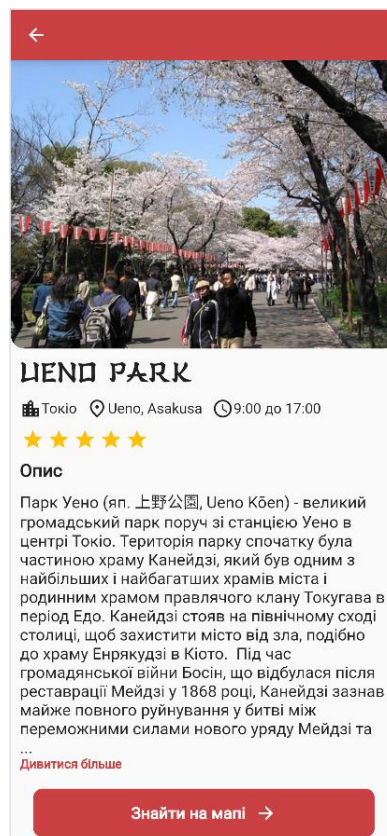 UENO PARK
Токіо Ueno, Asakusa 9:00 до 17:00
Опис
Парк Уено (яп. 上野公園, Ueno Kōen) - великий
громадський парк поруч зі станцією Уено в
центрі Токіо. Територія парку спочатку була
частиною храму Канейдзі, який був одним з
найбільших і найбагатших храмів міста і
родинним храмом правлячого клану Токугава в
період Едо. Канейдзі стояв на північному сході
столиці, щоб захистити місто від зла, подібно
до храму Енрякудзі в Кіото. Під час
громадянської війни Босін, що відбулася після
реставрації Мейдзі у 1868 році, Канейдзі зазнав
майже повного руйнування у битві між
переможними силами нового уряду Мейдзі та
...
Дивитися більше
Знайти на мапі